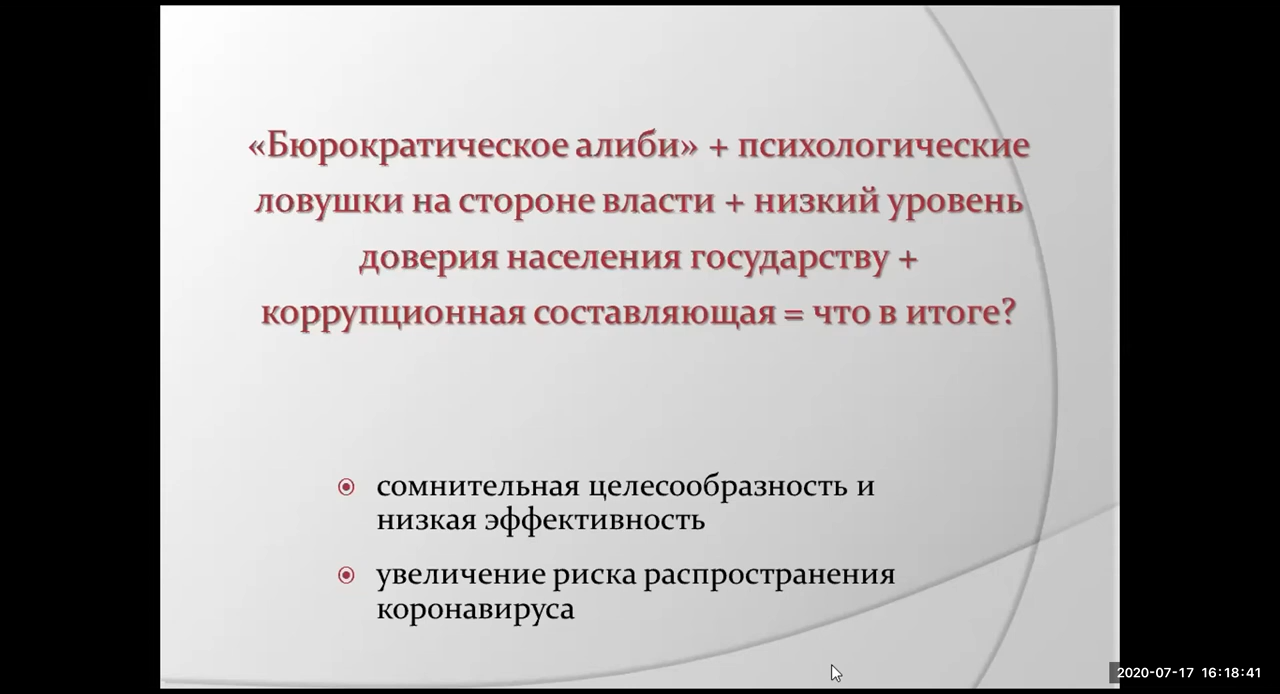 «Бюрократическое алиби» + психологические
ловушки на стороне власти + низкий уровень
доверия населения государству +
коррупционная составляющая = что в итоге?
сомнительная целесообразность и
низкая эффективность
увеличение риска распространения
коронавируса
2020-07-17 16:18:41